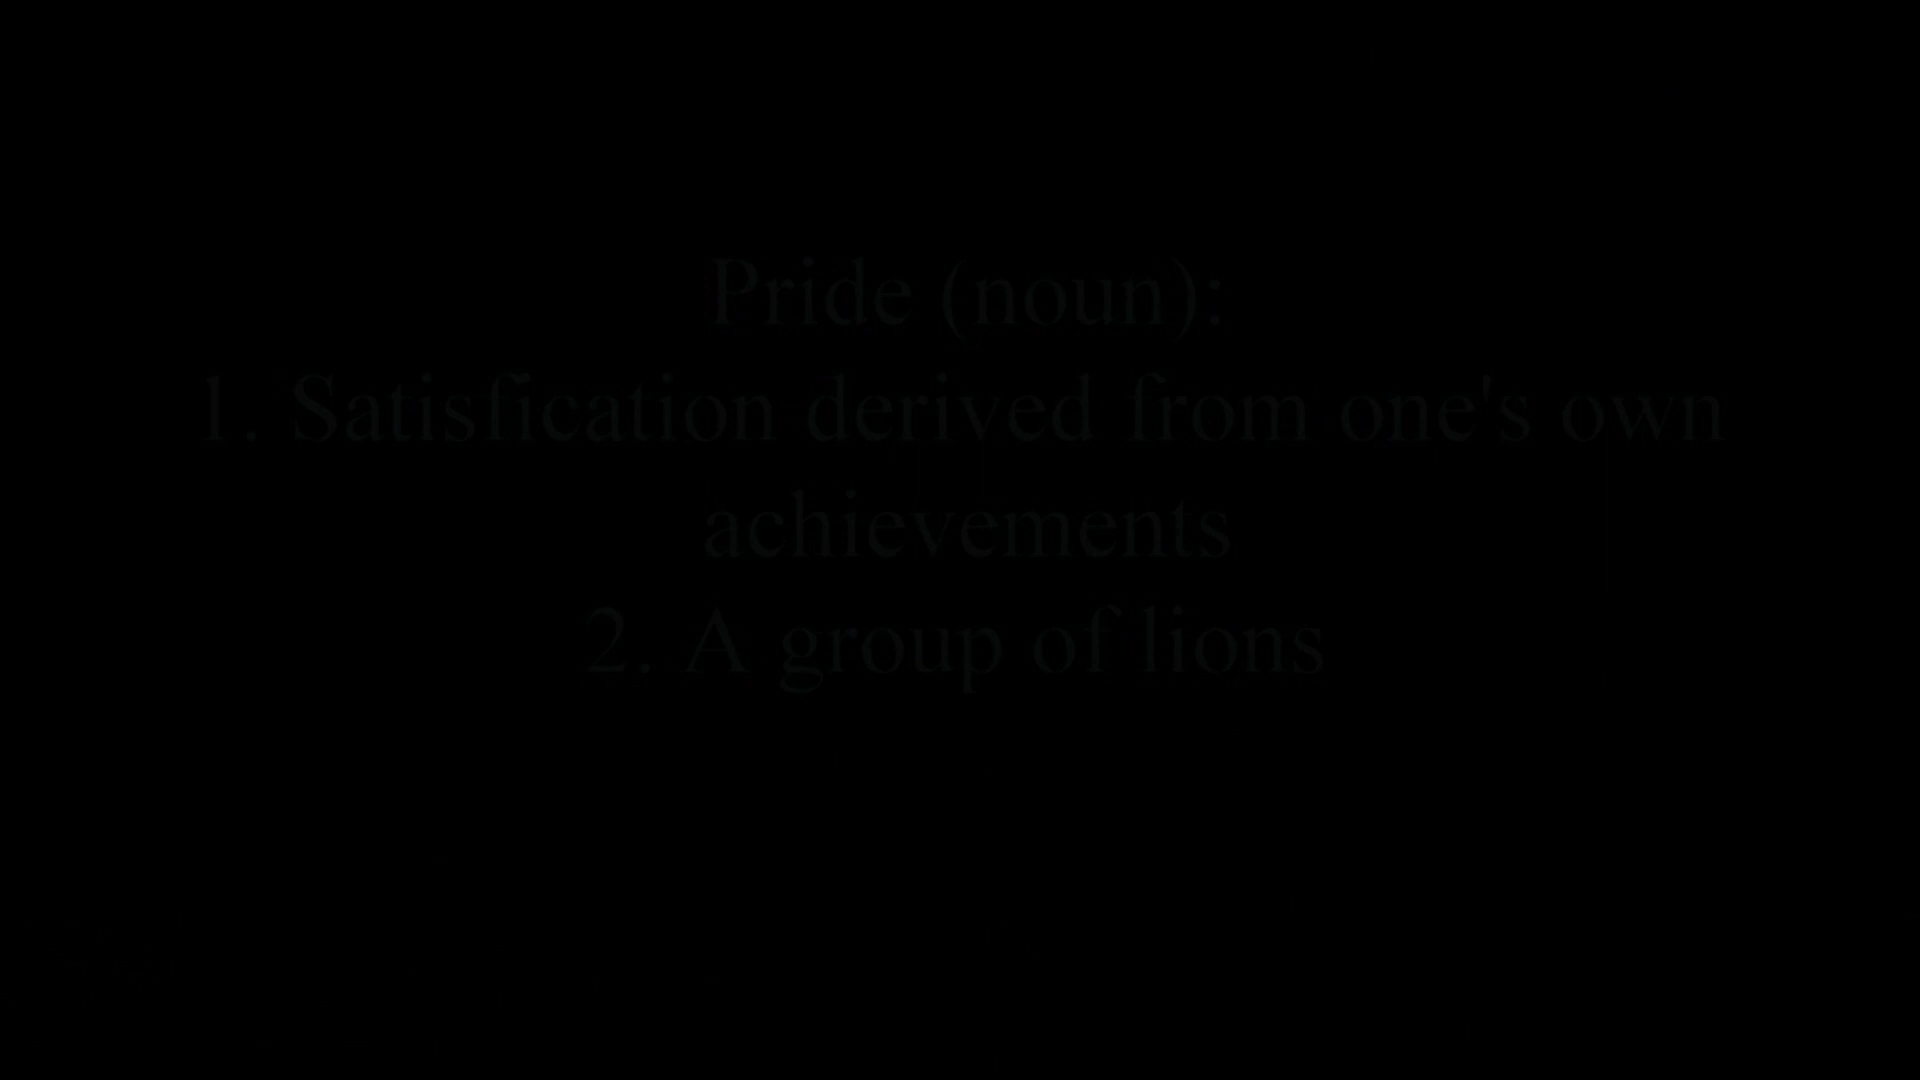 Pride (noun):
1. Satisfication derived from one's own
achievements
2. A group of lions